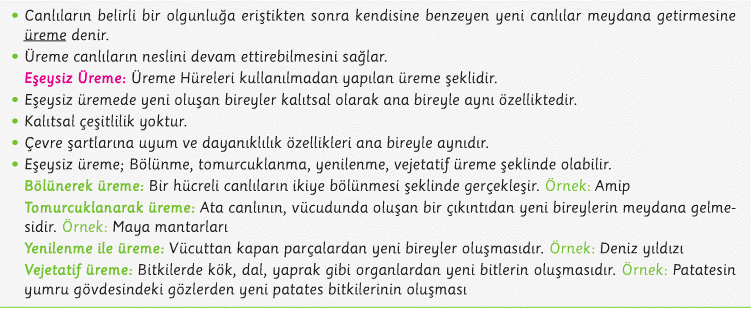 • Canlıların belirli bir olgunluğa eriştikten sonra kendisine benzeyen yeni canlılar meydana getirmesine
üreme denir.
• Üreme canlıların neslini devam ettirebilmesini sağlar.
Eşeysiz Üreme: Üreme Hüreleri kullanılmadan yapılan üreme şeklidir.
• Eşeysiz üremede yeni oluşan bireyler kalıtsal olarak ana bireyle aynı özelliktedir.
• Kalıtsal çeşitlilik yoktur.
• Çevre şartlarına uyum ve dayanıklılık özellikleri ana bireyle aynıdır.
• Eşeysiz üreme; Bölünme, tomurcuklanma, yenilenme, vejetatif üreme şeklinde olabilir.
Bölünerek üreme: Bir hücreli canlıların ikiye bölünmesi şeklinde gerçekleşir. Örnek: Amip
Tomurcuklanarak üreme: Ata canlının, vücudunda oluşan bir çıkıntıdan yeni bireylerin meydana gelme-
sidir. Örnek: Maya mantarları
Yenilenme ile üreme: Vücuttan kapan parçalardan yeni bireyler oluşmasıdır. Örnek: Deniz yıldızı
Vejetatif üreme: Bitkilerde kök, dal, yaprak gibi organlardan yeni bitlerin oluşmasıdır. Örnek: Patatesin
yumru gövdesindeki gözlerden yeni patates bitkilerinin oluşması